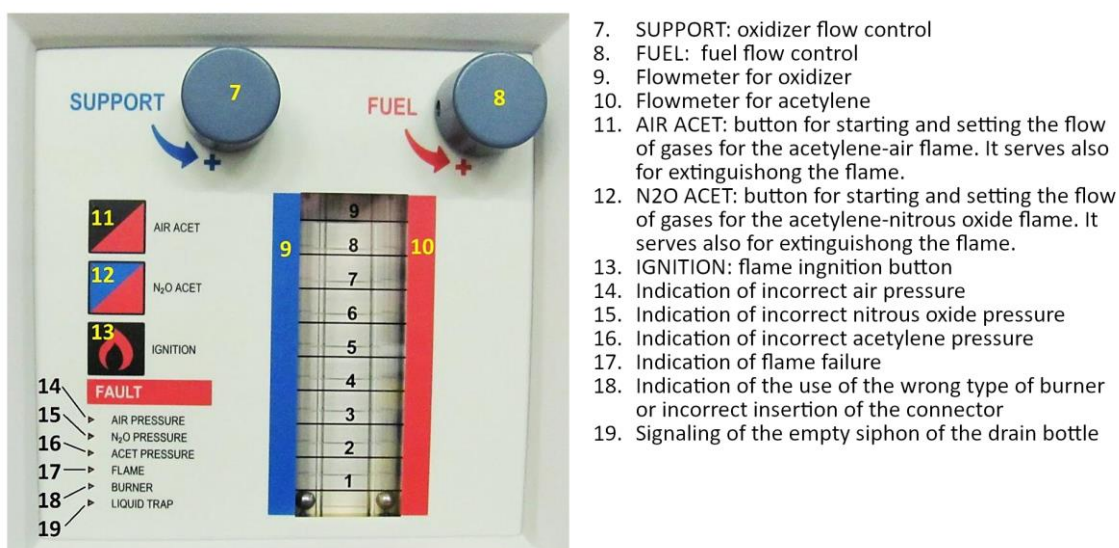 SUPPORT
7
FUEL
8
+
+
11
AIR ACET
12
N₂O ACET
13
IGNITION
FAULT
14
AIR PRESSURE
15
N₂O PRESSURE
16
ACET PRESSURE
17
FLAME
18
BURNER
19
LIQUID TRAP
9
10
9
8
7
6
5
4
3
2
1
7. SUPPORT: oxidizer flow control
8. FUEL: fuel flow control
9. Flowmeter for oxidizer
10. Flowmeter for acetylene
11. AIR ACET: button for starting and setting the flow
of gases for the acetylene-air flame. It serves also
for extinguishong the flame.
12. N2O ACET: button for starting and setting the flow
of gases for the acetylene-nitrous oxide flame. It
serves also for extinguishong the flame.
13. IGNITION: flame ingnition button
14. Indication of incorrect air pressure
15. Indication of incorrect nitrous oxide pressure
16. Indication of incorrect acetylene pressure
17. Indication of flame failure
18. Indication of the use of the wrong type of burner
or incorrect insertion of the connector
19. Signaling of the empty siphon of the drain bottle